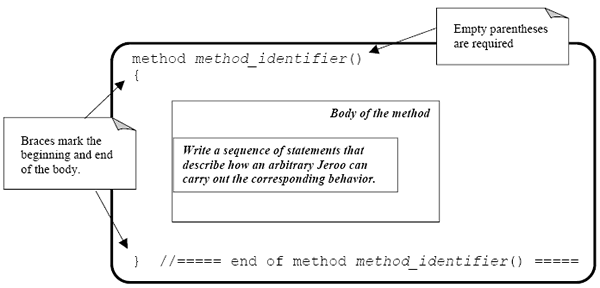 Empty parentheses
are required
method method_identifier()
{
Body of the method
Write a sequence of statements that
describe how an arbitrary Jeroo can
carry out the corresponding behavior.
Braces mark the
beginning and end
of the body.
} //===== end of method method_identifier() =====